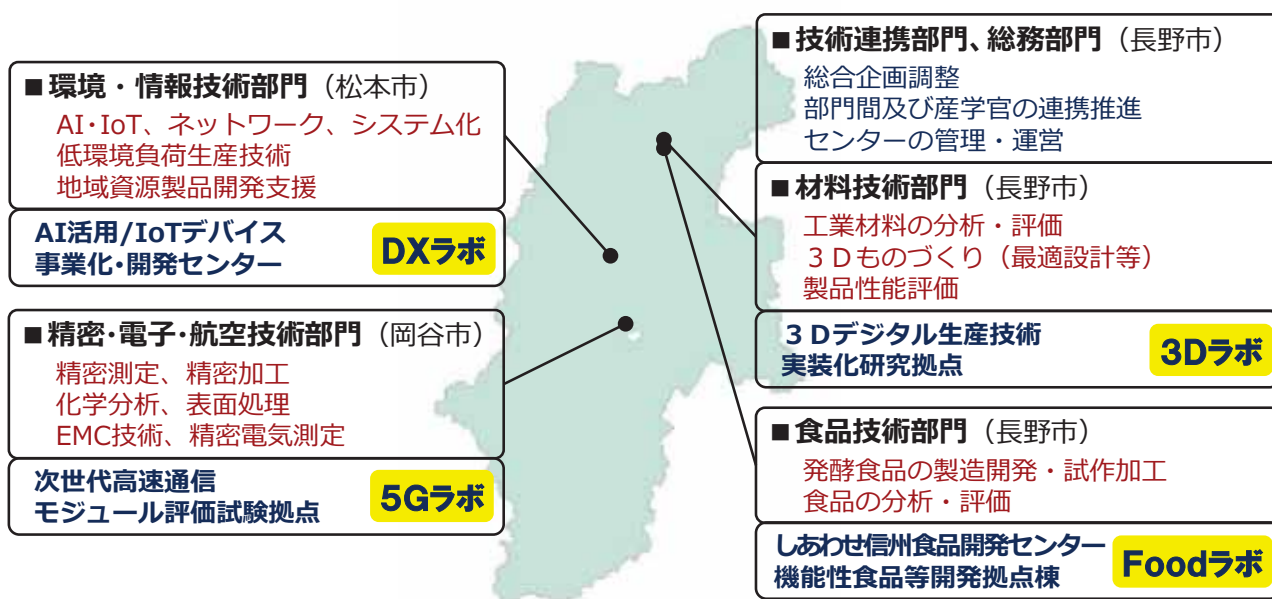 ■環境・情報技術部門（松本市）
AI・IoT、ネットワーク、システム化
低環境負荷生産技術
地域資源製品開発支援
AI活用/IoTデバイス
事業化・開発センター
DXラボ
■精密・電子・航空技術部門（岡谷市）
精密測定、精密加工
化学分析、表面処理
EMC技術、精密電気測定
次世代高速通信
モジュール評価試験拠点
5Gラボ
■技術連携部門、総務部門（長野市）
総合企画調整
部門間及び産学官の連携推進
センターの管理・運営
■材料技術部門（長野市）
工業材料の分析・評価
３Ｄものづくり（最適設計等）
製品性能評価
３Ｄデジタル生産技術
実装化研究拠点
3Dラボ
■食品技術部門（長野市）
発酵食品の製造開発・試作加工
食品の分析・評価
しあわせ信州食品開発センター
機能性食品等開発拠点棟
Foodラボ